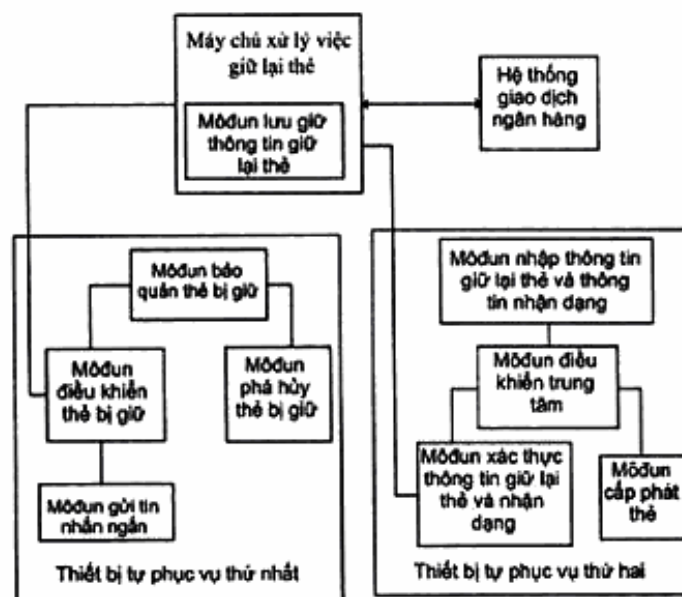 Máy chủ xử lý việc
giữ lại thẻ
Môđun lưu giữ
thông tin giữ
lại thẻ
Hệ thống
giao dịch
ngân hàng
Môđun bảo
quản thẻ bị giữ
Môđun
điều khiển
thẻ bị giữ
Môđun
phá hủy
thẻ bị giữ
Môđun gửi tin
nhắn ngắn
Thiết bị tự phục vụ thứ nhất
Môđun nhập thông tin
giữ lại thẻ và thông
tin nhận dạng
Môđun điều
khiển trung
tâm
Môđun xác thực
thông tin giữ lại
thẻ và nhận
dạng
Môđun
cấp phát
thẻ
Thiết bị tự phục vụ thứ hai